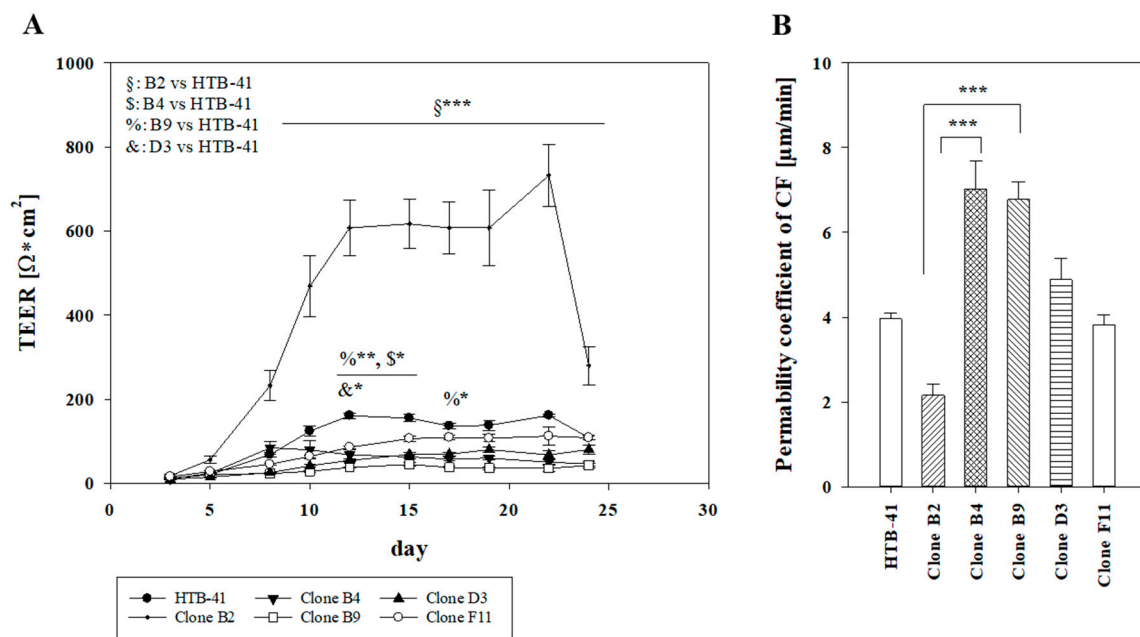 A
B
§: B2 vs HTB-41
$: B4 vs HTB-41
%: B9 vs HTB-41
&: D3 vs HTB-41
§***
%**, $*
&*
%*
TEER [Ω*cm²]
1000
800
600
400
200
0
0 5 10 15 20 25 30
day
HTB-41 Clone B4 Clone D3
Clone B2 Clone B9 Clone F11
Permability coefficient of CF [µm/min]
10
8
6
4
2
0
***
***
HTB-41
Clone B2
Clone B4
Clone B9
Clone D3
Clone F11